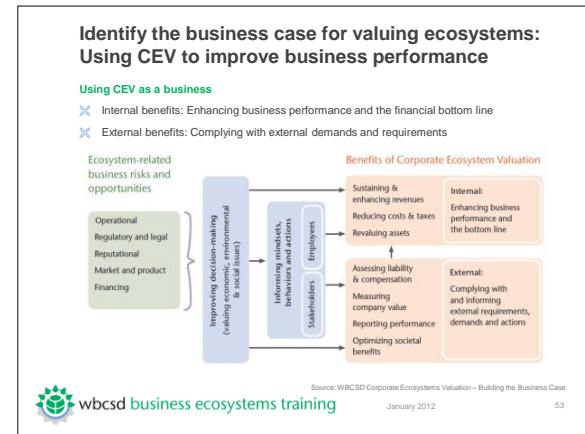 Identify the business case for valuing ecosystems:
Using CEV to improve business performance
Using CEV as a business
Internal benefits: Enhancing business performance and the financial bottom line
External benefits: Complying with external demands and requirements
Ecosystem-related
business risks and
opportunities
Operational
Regulatory and legal
Reputational
Market and product
Financing
Improving decision-making
(valuing economic, environmental
& social issues)
Informing mindsets,
behaviors and actions
Employees
Stakeholders
Benefits of Corporate Ecosystem Valuation
Sustaining &
enhancing revenues
Reducing costs & taxes
Revaluing assets
Internal:
Enhancing business
performance and
the bottom line
Assessing liability
& compensation
Measuring
company value
Reporting performance
Optimizing societal
benefits
External:
Complying with
and informing
external requirements,
demands and actions
Source: WBCSD Corporate Ecosystems Valuation – Building the Business Case
wbcsd business ecosystems training
January 2012
53